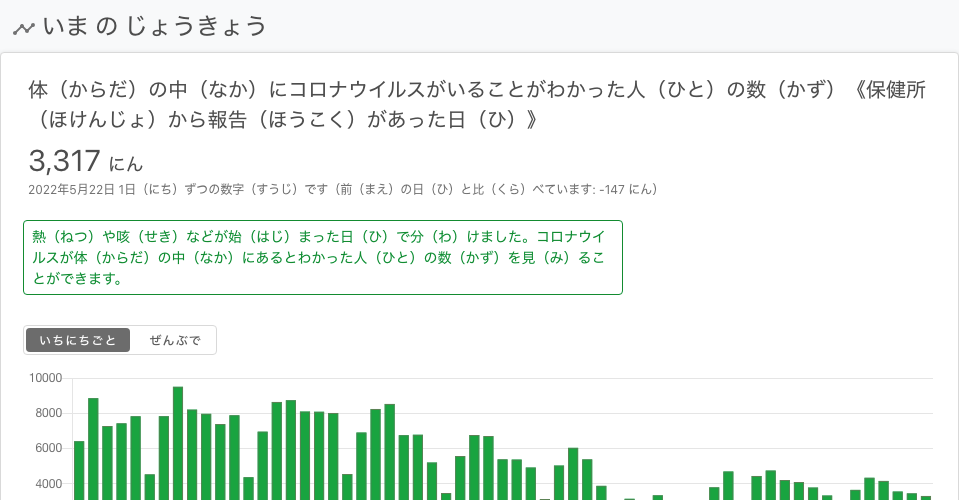 いま の じょうきょう
体（からだ）の中（なか）にコロナウイルスがいることがわかった人（ひと）の数（かず）《保健所
（ほけんじょ）から報告（ほうこく）があった日（ひ）》
3,317 にん
2022年5月22日 1日（にち）ずつの数字（すうじ）です（前（まえ）の日（ひ）と比（くら）べています: -147 にん）
熱（ねつ）や咳（せき）などが始（はじ）まった日（ひ）で分（わ）けました。コロナウイ
ルスが体（からだ）の中（なか）にあるとわかった人（ひと）の数（かず）を見（み）るこ
とができます。
いちにちごと ぜんぶで
10000
8000
6000
4000